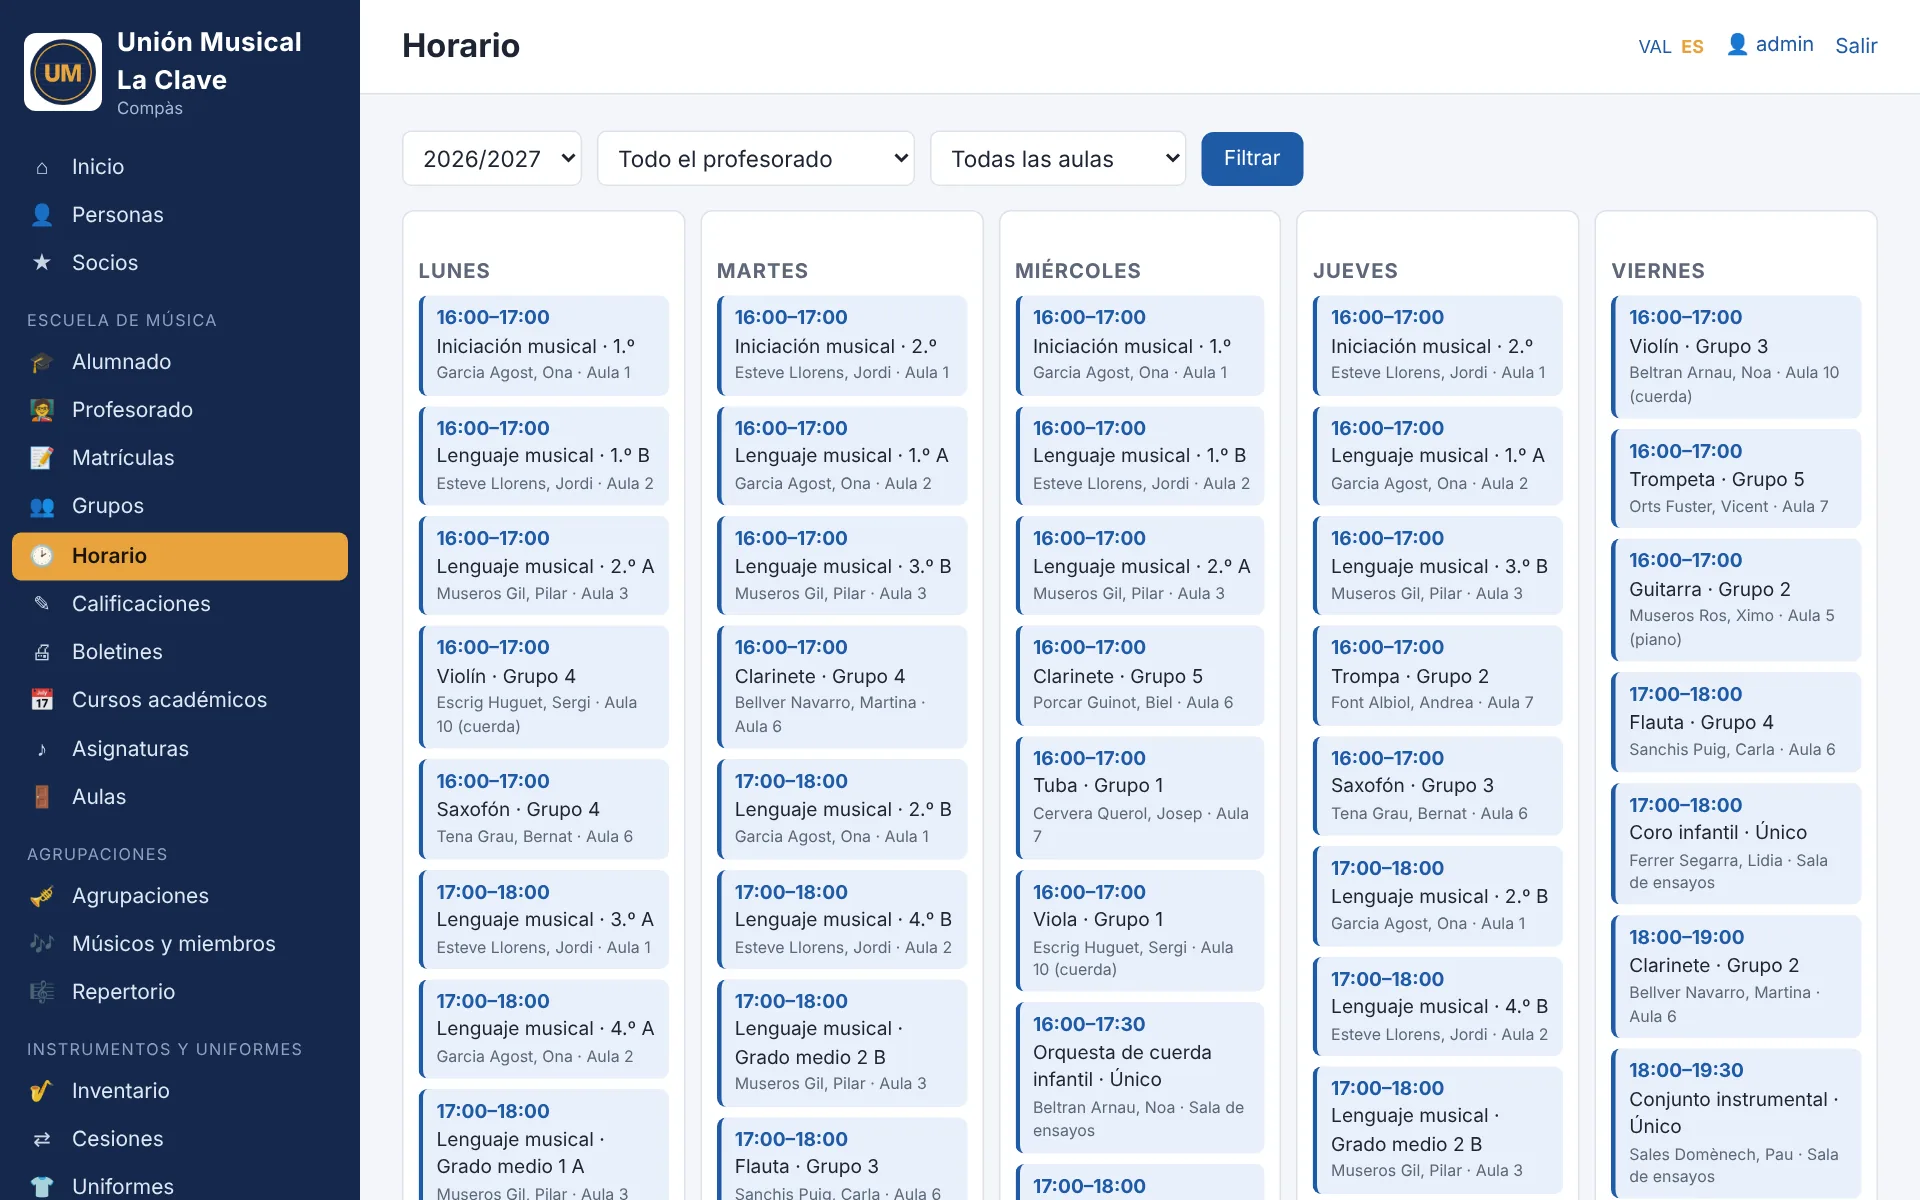 UM
Unión Musical
La Clave
Compàs
Inicio
Personas
Socios
ESCUELA DE MÚSICA
Alumnado
Profesorado
Matrículas
Grupos
Horario
Calificaciones
Boletines
Cursos académicos
Asignaturas
Aulas
AGRUPACIONES
Agrupaciones
Músicos y miembros
Repertorio
INSTRUMENTOS Y UNIFORMES
Inventario
Cesiones
Uniformes
Horario
VAL ES admin Salir
2026/2027 Todo el profesorado Todas las aulas Filtrar
LUNES
16:00–17:00
Iniciación musical · 1.º
Garcia Agost, Ona · Aula 1
16:00–17:00
Lenguaje musical · 1.º B
Esteve Llorens, Jordi · Aula 2
16:00–17:00
Lenguaje musical · 2.º A
Museros Gil, Pilar · Aula 3
16:00–17:00
Violín · Grupo 4
Escrig Huguet, Sergi · Aula
10 (cuerda)
16:00–17:00
Saxofón · Grupo 4
Tena Grau, Bernat · Aula 6
17:00–18:00
Lenguaje musical · 3.º A
Esteve Llorens, Jordi · Aula 1
17:00–18:00
Lenguaje musical · 4.º A
Garcia Agost, Ona · Aula 2
17:00–18:00
Lenguaje musical ·
Grado medio 1 A
Museros Gil, Pilar · Aula 3
MARTES
16:00–17:00
Iniciación musical · 2.º
Esteve Llorens, Jordi · Aula 1
16:00–17:00
Lenguaje musical · 1.º A
Garcia Agost, Ona · Aula 2
16:00–17:00
Lenguaje musical · 3.º B
Museros Gil, Pilar · Aula 3
16:00–17:00
Clarinete · Grupo 4
Bellver Navarro, Martina ·
Aula 6
17:00–18:00
Lenguaje musical · 2.º B
Garcia Agost, Ona · Aula 1
17:00–18:00
Lenguaje musical · 4.º B
Esteve Llorens, Jordi · Aula 2
17:00–18:00
Lenguaje musical ·
Grado medio 2 B
Museros Gil, Pilar · Aula 3
17:00–18:00
Flauta · Grupo 3
Sanchis Puig, Carla · Aula 6
MIÉRCOLES
16:00–17:00
Iniciación musical · 1.º
Garcia Agost, Ona · Aula 1
16:00–17:00
Lenguaje musical · 1.º B
Esteve Llorens, Jordi · Aula 2
16:00–17:00
Lenguaje musical · 2.º A
Museros Gil, Pilar · Aula 3
16:00–17:00
Clarinete · Grupo 5
Porcar Guinot, Biel · Aula 6
16:00–17:00
Tuba · Grupo 1
Cervera Querol, Josep · Aula
7
16:00–17:00
Viola · Grupo 1
Escrig Huguet, Sergi · Aula
10 (cuerda)
16:00–17:30
Orquesta de cuerda
infantil · Único
Beltran Arnau, Noa · Sala de
ensayos
17:00–18:00
JUEVES
16:00–17:00
Iniciación musical · 2.º
Esteve Llorens, Jordi · Aula 1
16:00–17:00
Lenguaje musical · 1.º A
Garcia Agost, Ona · Aula 2
16:00–17:00
Lenguaje musical · 3.º B
Museros Gil, Pilar · Aula 3
16:00–17:00
Trompa · Grupo 2
Font Albiol, Andrea · Aula 7
16:00–17:00
Saxofón · Grupo 3
Tena Grau, Bernat · Aula 6
17:00–18:00
Lenguaje musical · 2.º B
Garcia Agost, Ona · Aula 1
17:00–18:00
Lenguaje musical · 4.º B
Esteve Llorens, Jordi · Aula 2
17:00–18:00
Lenguaje musical ·
Grado medio 2 B
Museros Gil, Pilar · Aula 3
VIERNES
16:00–17:00
Violín · Grupo 3
Beltran Arnau, Noa · Aula 10
(cuerda)
16:00–17:00
Trompeta · Grupo 5
Orts Fuster, Vicent · Aula 7
16:00–17:00
Guitarra · Grupo 2
Museros Ros, Ximo · Aula 5
(piano)
17:00–18:00
Flauta · Grupo 4
Sanchis Puig, Carla · Aula 6
17:00–18:00
Coro infantil · Único
Ferrer Segarra, Lidia · Sala
de ensayos
18:00–19:00
Clarinete · Grupo 2
Bellver Navarro, Martina ·
Aula 6
18:00–19:30
Conjunto instrumental ·
Único
Sales Domènech, Pau · Sala
de ensayos